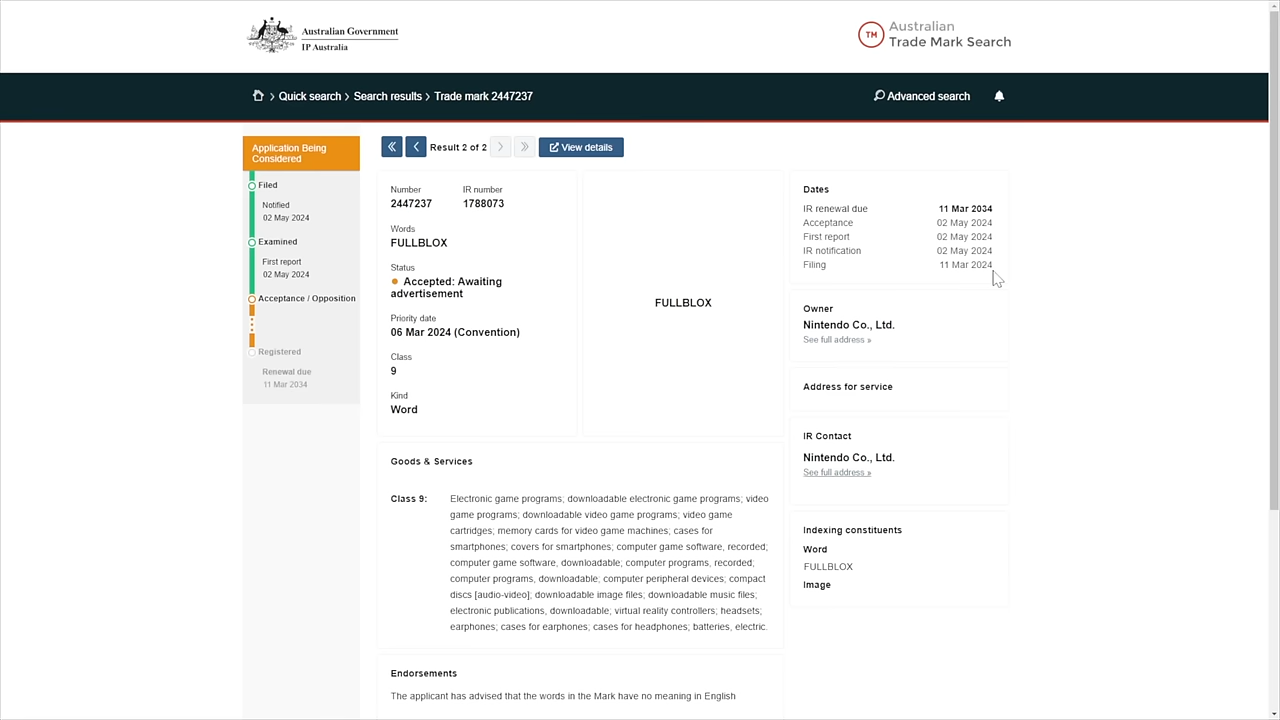 Australian Government
IP Australia
TM
Australian
Trade Mark Search
Quick search
Search results
Trade mark 2447237
Advanced search
Application Being
Considered
Filed
Notified
02 May 2024
Examined
First report
02 May 2024
Acceptance / Opposition
Registered
Renewal due
11 Mar 2034
Result 2 of 2
View details
Number
2447237
IR number
1788073
Words
FULLBLOX
Status
Accepted: Awaiting
advertisement
Priority date
06 Mar 2024 (Convention)
Class
9
Kind
Word
FULLBLOX
Dates
IR renewal due 11 Mar 2034
Acceptance 02 May 2024
First report 02 May 2024
IR notification 02 May 2024
Filing 11 Mar 2024
Owner
Nintendo Co., Ltd.
See full address »
Address for service
IR Contact
Nintendo Co., Ltd.
See full address »
Indexing constituents
Word
FULLBLOX
Image
Goods & Services
Class 9: Electronic game programs; downloadable electronic game programs; video
game programs; downloadable video game programs; video game
cartridges; memory cards for video game machines; cases for
smartphones; covers for smartphones; computer game software, recorded;
computer game software, downloadable; computer programs, recorded;
computer programs, downloadable; computer peripheral devices; compact
discs [audio-video]; downloadable image files; downloadable music files;
electronic publications, downloadable; virtual reality controllers; headsets;
earphones; cases for earphones; cases for headphones; batteries, electric.
Endorsements
The applicant has advised that the words in the Mark have no meaning in English